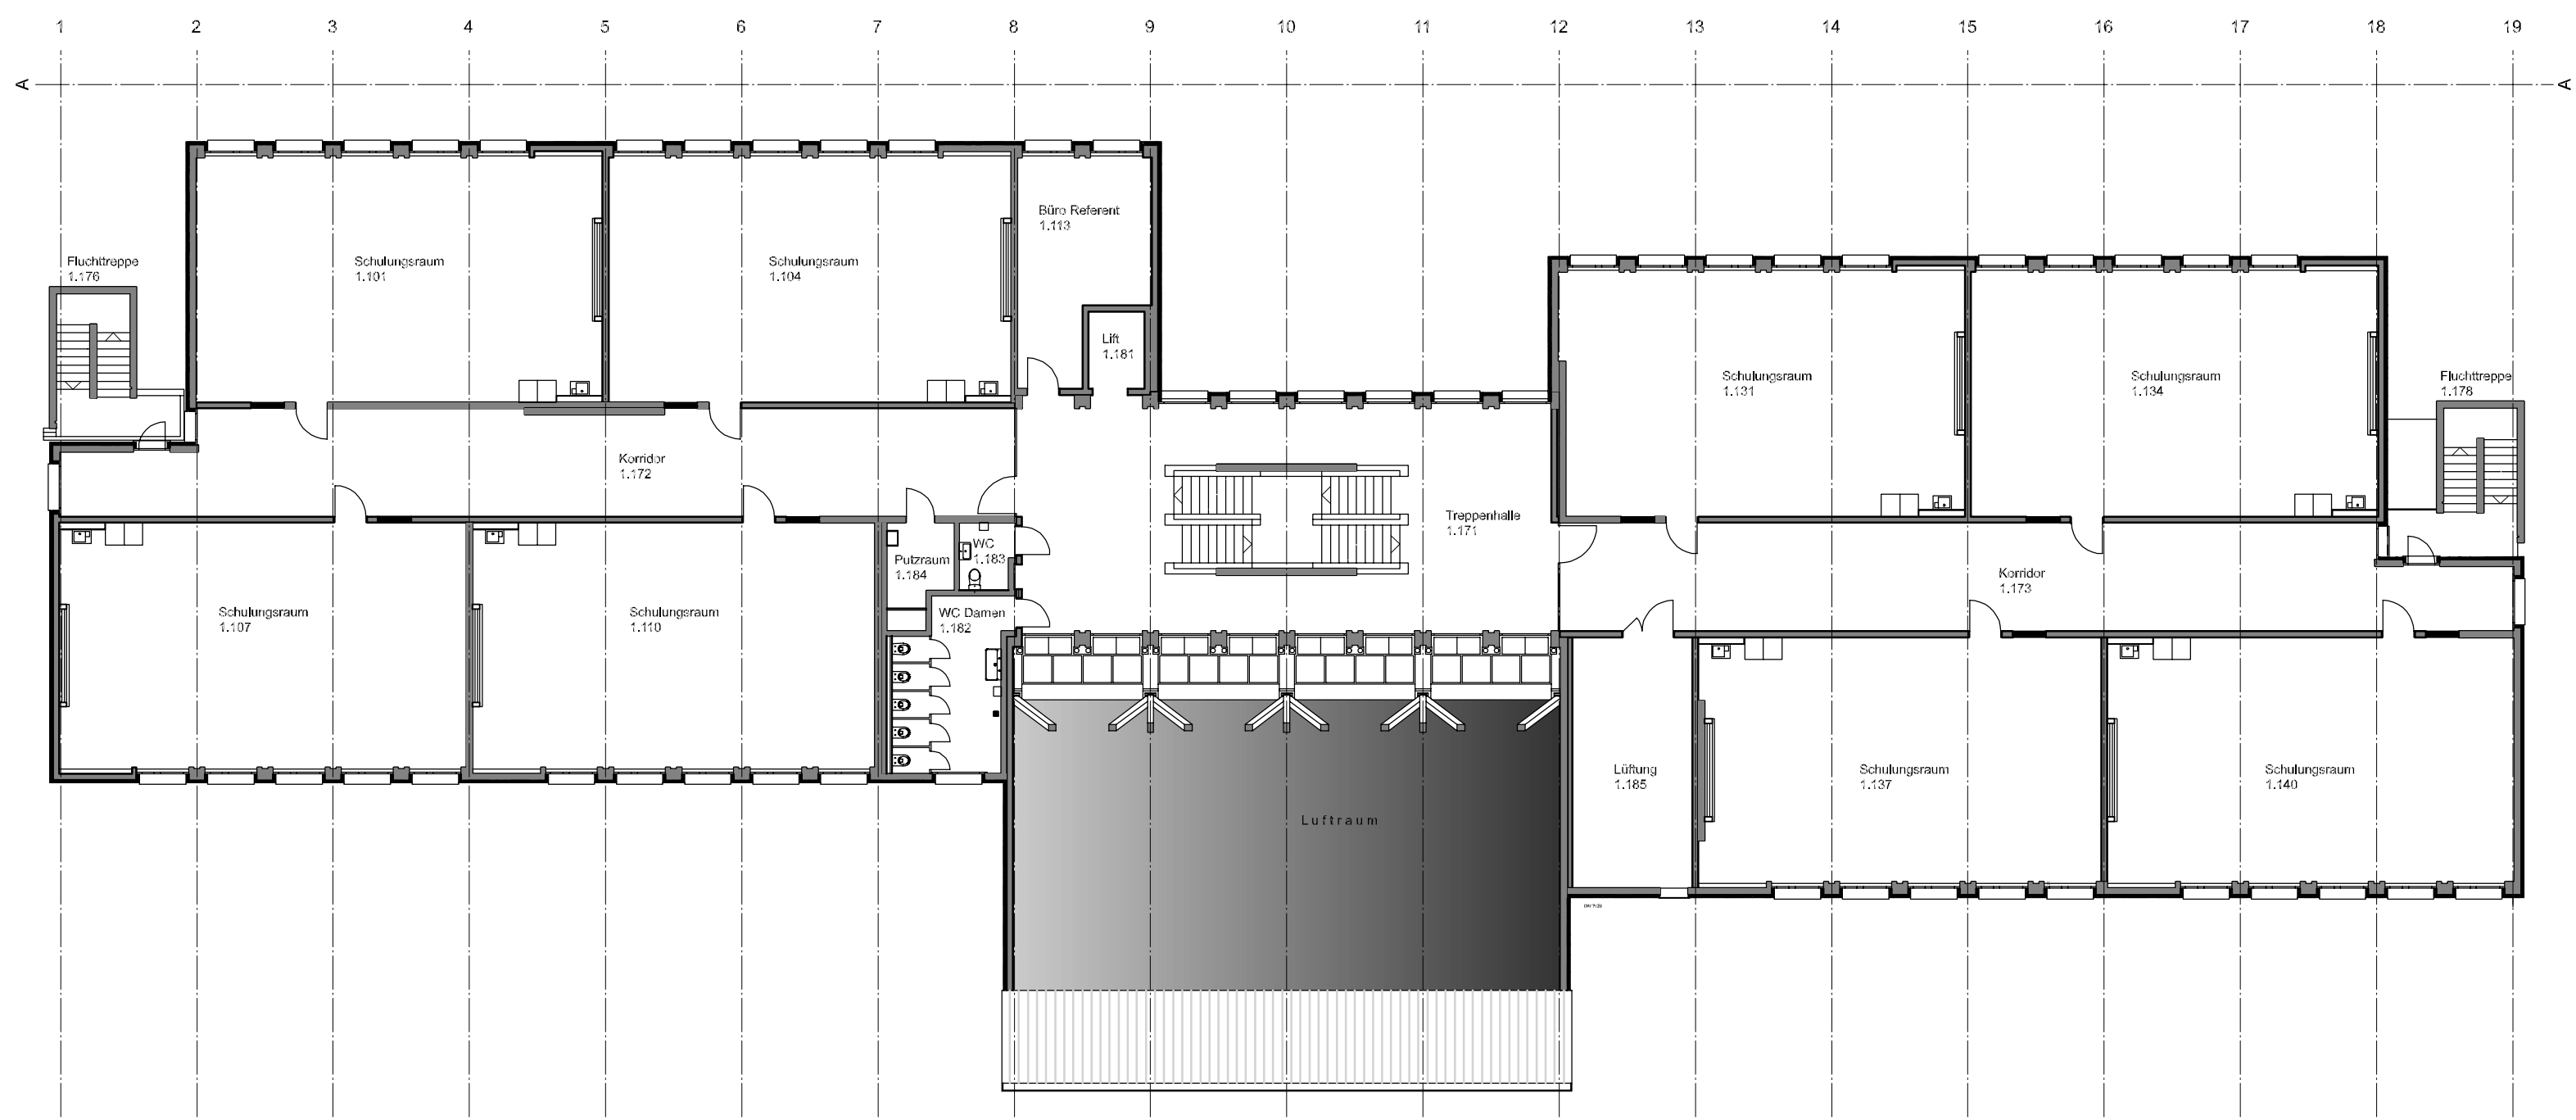 1 2 3 4 5 6 7 8 9 10 11 12 13 14 15 16 17 18 19
A A
Büro Referent
1.113
Fluchttreppe
1.176
Schulungsraum
1.101
Schulungsraum
1.104
Lift
1.181
Schulungsraum
1.131
Schulungsraum
1.134
Fluchttreppe
1.178
Korridor
1.172
Treppenhalle
1.171
WC
1.183
Putzraum
1.184
Korridor
1.173
Schulungsraum
1.107
Schulungsraum
1.110
WC Damen
1.182
Lüftung
1.185
Schulungsraum
1.137
Schulungsraum
1.140
Luftraum